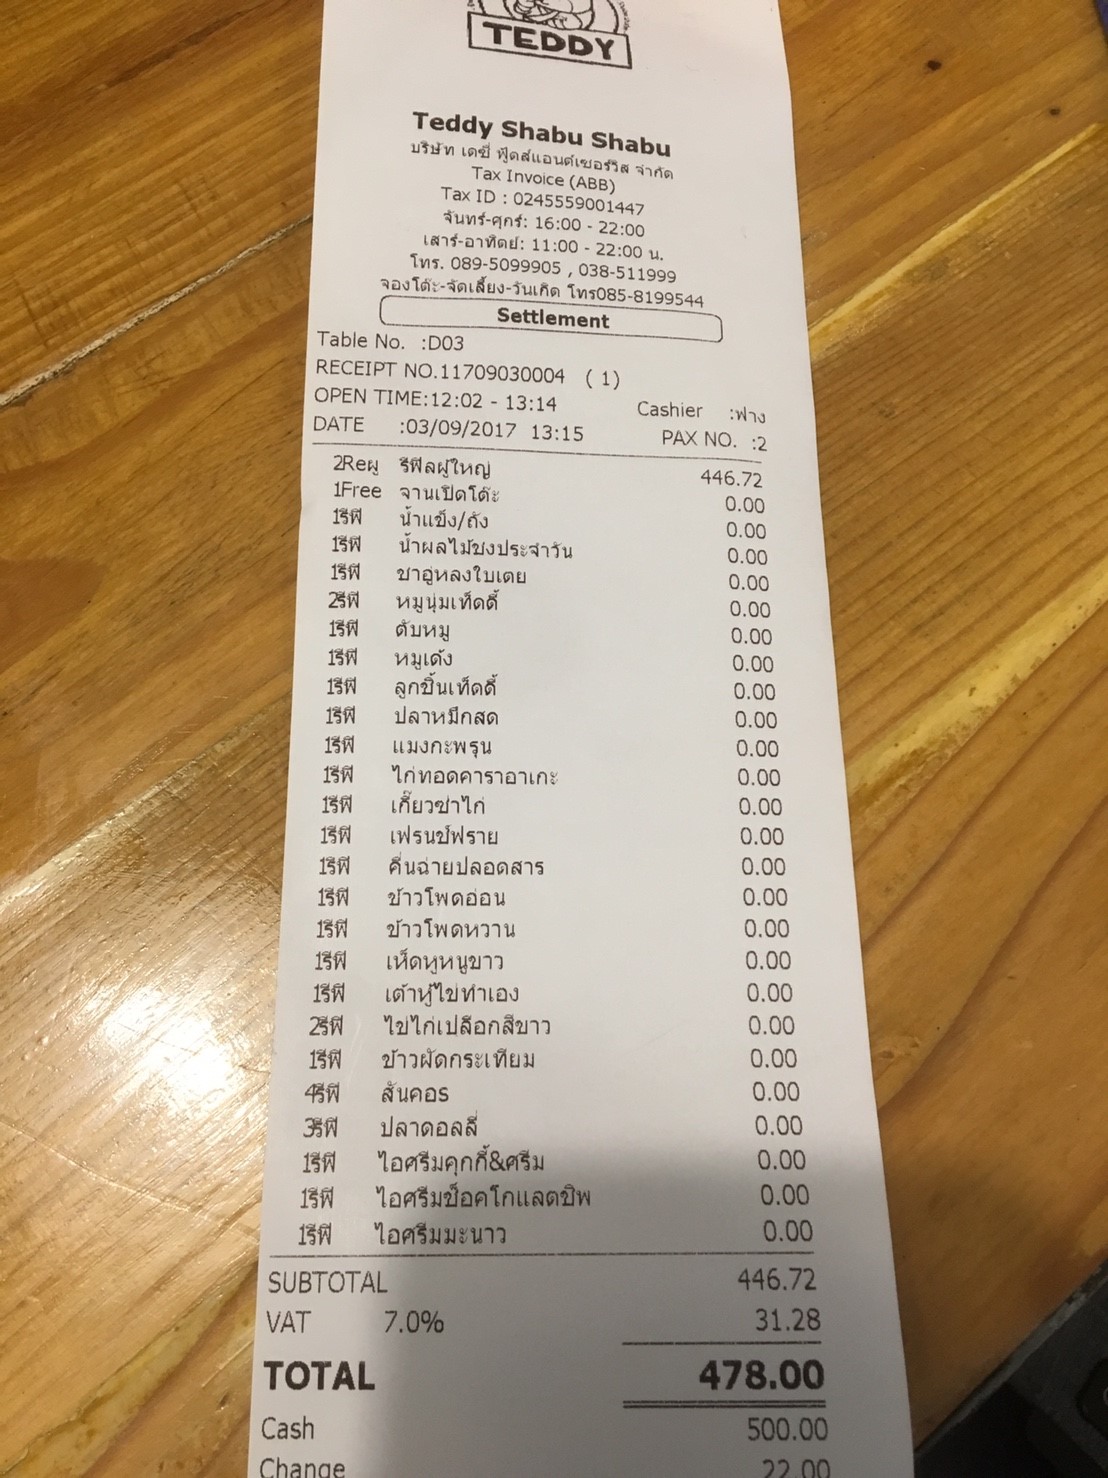 TEDDY
Teddy Shabu Shabu
บริษัท เดซี่ ฟู้ดส์แอนด์เซอร์วิส จำกัด
Tax Invoice (ABB)
Tax ID : 0245559001447
จันทร์-ศุกร์: 16:00 - 22:00
เสาร์-อาทิตย์: 11:00 - 22:00 น.
โทร. 089-5099905 , 038-511999
จองโต๊ะ-จัดเลี้ยง-วันเกิด โทร085-8199544
Settlement
Table No. :D03
RECEIPT NO.11709030004 ( 1)
OPEN TIME:12:02 - 13:14 Cashier :ฟาง
DATE :03/09/2017 13:15 PAX NO. :2
2Reผู รีฟิลผู้ใหญ่ 446.72
1Free จานเปิดโต๊ะ 0.00
1รีฟิ น้ำแข็ง/ถัง 0.00
1รีฟิ น้ำผลไม้ชงประจำวัน 0.00
1รีฟิ ชาอู่หลงใบเตย 0.00
2รีฟิ หมูนุ่มเท็ดดี้ 0.00
1รีฟิ ตับหมู 0.00
1รีฟิ หมูเด้ง 0.00
1รีฟิ ลูกชิ้นเท็ดดี้ 0.00
1รีฟิ ปลาหมึกสด 0.00
1รีฟิ แมงกะพรุน 0.00
1รีฟิ ไก่ทอดคาราอาเกะ 0.00
1รีฟิ เกี๊ยวซ่าไก่ 0.00
1รีฟิ เฟรนช์ฟราย 0.00
1รีฟิ คื่นฉ่ายปลอดสาร 0.00
1รีฟิ ข้าวโพดอ่อน 0.00
1รีฟิ ข้าวโพดหวาน 0.00
1รีฟิ เห็ดหูหนูขาว 0.00
1รีฟิ เต้าหู้ไข่ทำเอง 0.00
2รีฟิ ไข่ไก่เปลือกสีขาว 0.00
1รีฟิ ข้าวผัดกระเทียม 0.00
4รีฟิ สันคอs 0.00
3รีฟิ ปลาดอลลี่ 0.00
1รีฟิ ไอศรีมคุกกี้&ครีม 0.00
1รีฟิ ไอศรีมช็อคโกแลตชิพ 0.00
1รีฟิ ไอศรีมมะนาว 0.00
SUBTOTAL 446.72
VAT 7.0% 31.28
TOTAL 478.00
Cash 500.00
Change 22.00